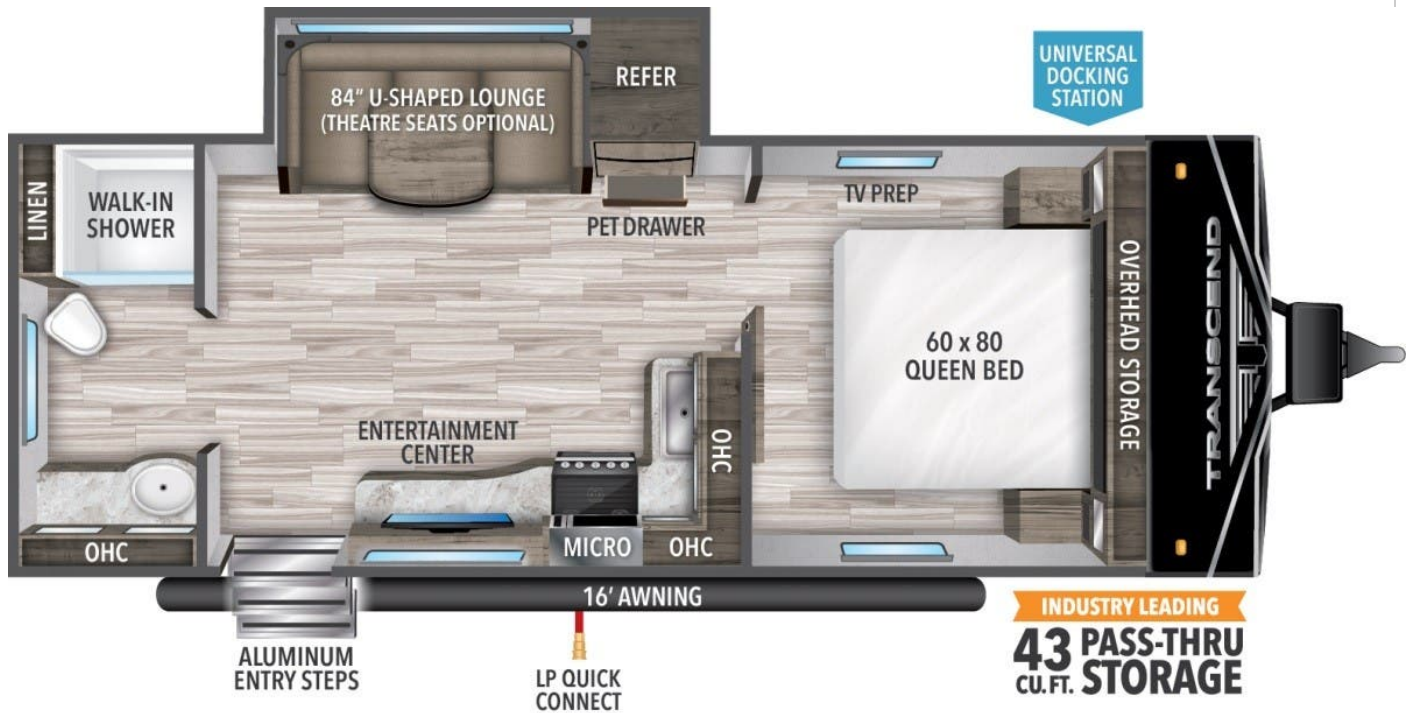 UNIVERSAL
DOCKING
STATION
84" U-SHAPED LOUNGE
(THEATRE SEATS OPTIONAL)
REFER
LINEN
WALK-IN
SHOWER
PET DRAWER
TV PREP
OVERHEAD STORAGE
TRANSCEND
60 x 80
QUEEN BED
ENTERTAINMENT
CENTER
OHC
OHC
MICRO
OHC
16' AWNING
ALUMINUM
ENTRY STEPS
LP QUICK
CONNECT
INDUSTRY LEADING
43 CU.FT. PASS-THRU
STORAGE